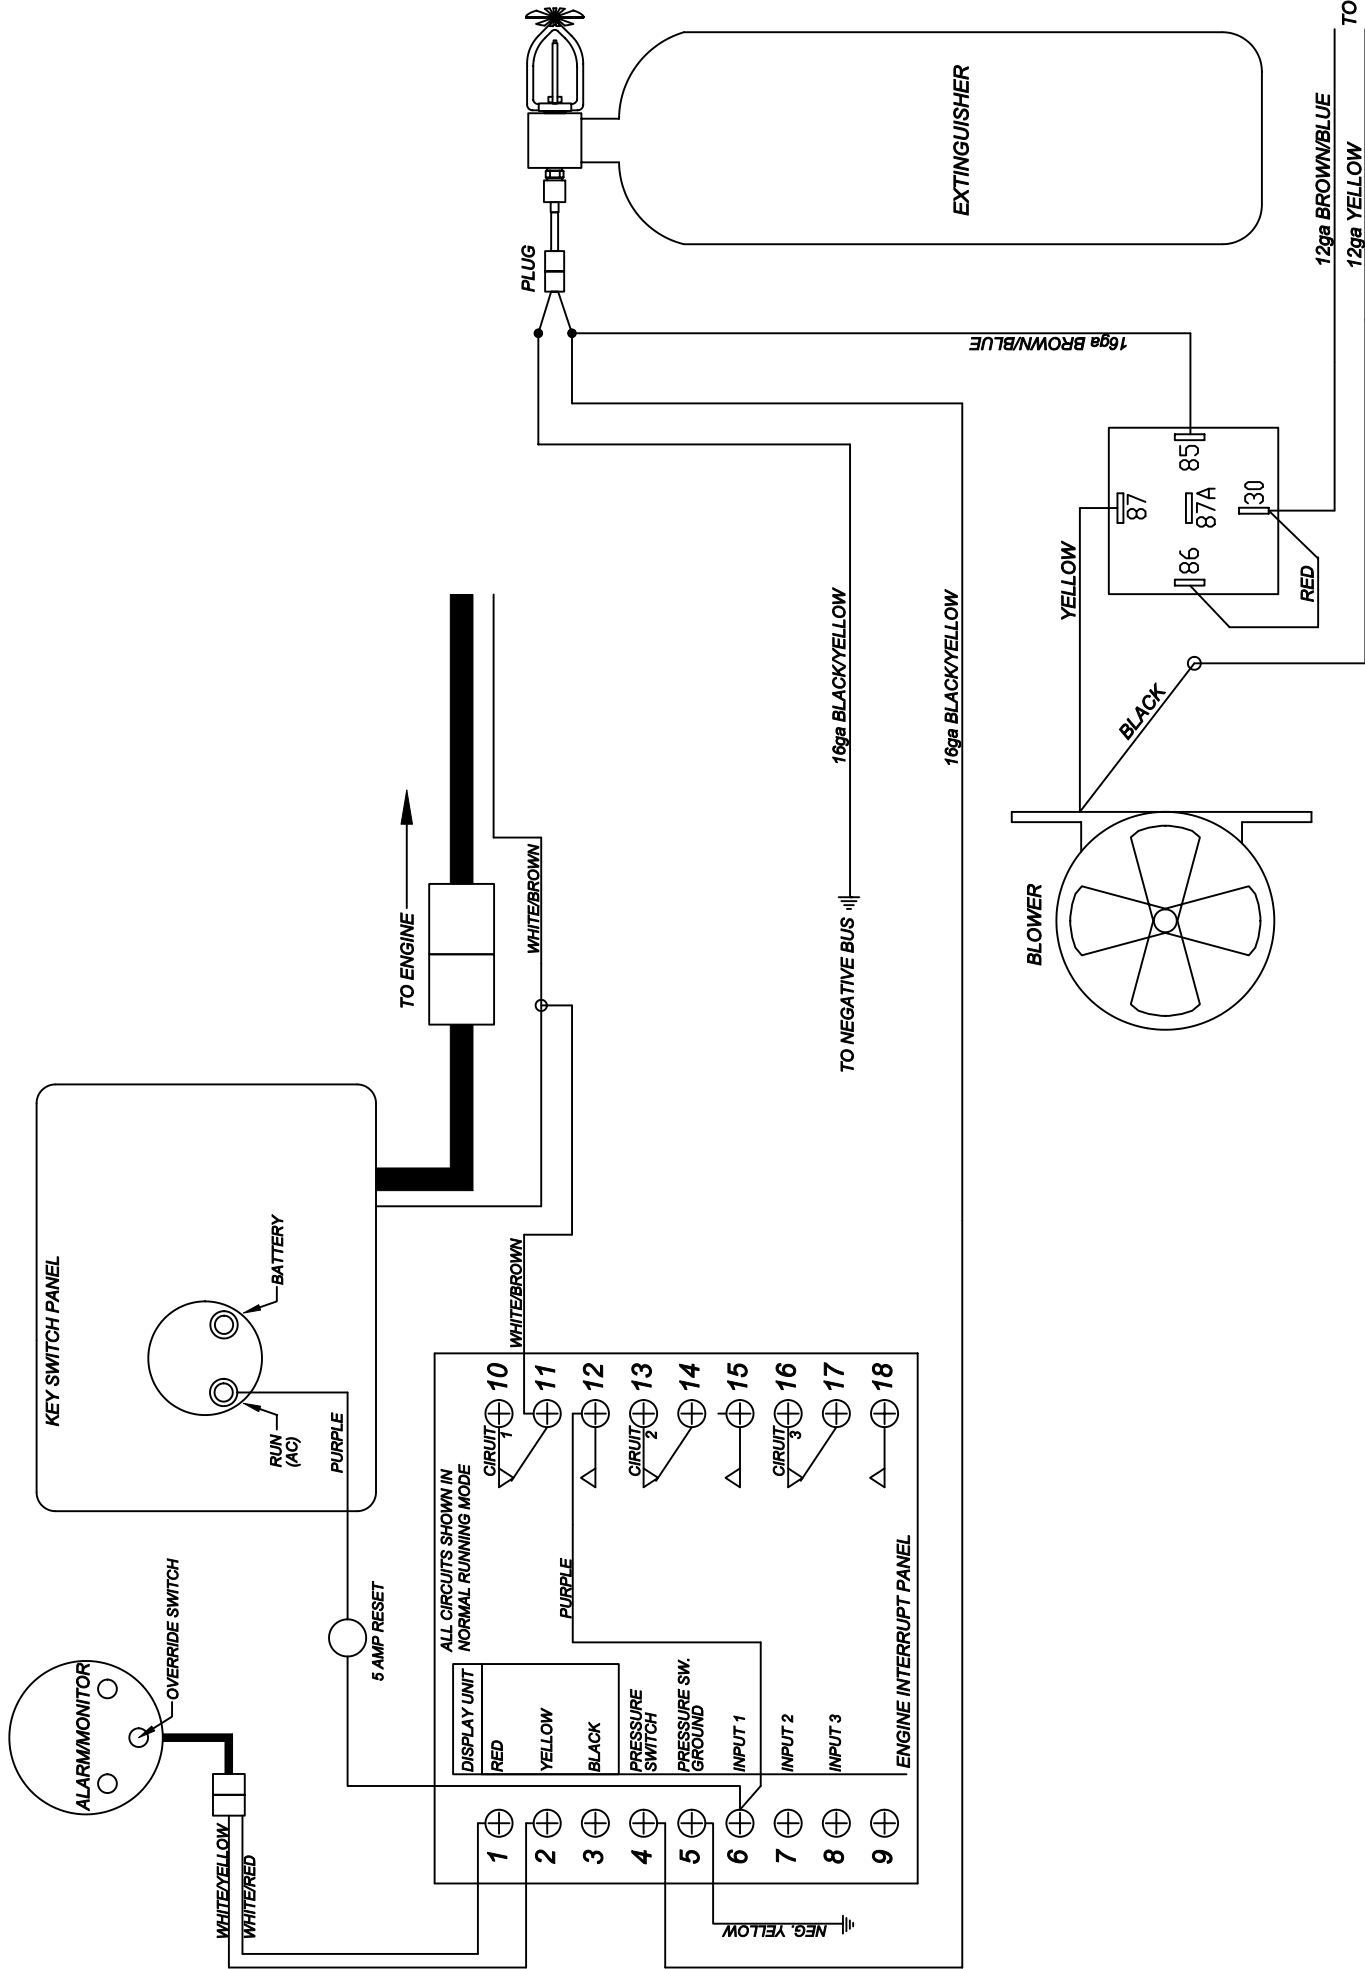 ALARM/MONITOR
OVERRIDE SWITCH
WHITE/YELLOW
WHITE/RED
KEY SWITCH PANEL
RUN
(AC)
BATTERY
PURPLE
5 AMP RESET
TO ENGINE
WHITE/BROWN
WHITE/BROWN
ALL CIRCUITS SHOWN IN
NORMAL RUNNING MODE
DISPLAY UNIT
RED
YELLOW
BLACK
PRESSURE
SWITCH
PRESSURE SW.
GROUND
INPUT 1
INPUT 2
INPUT 3
ENGINE INTERRUPT PANEL
PURPLE
1
2
3
4
5
6
7
8
9
CIRUIT
1
CIRUIT
2
CIRUIT
3
10
11
12
13
14
15
16
17
18
NEG. YELLOW
PLUG
EXTINGUISHER
16ga BROWN/BLUE
16ga BLACK/YELLOW
TO NEGATIVE BUS
16ga BLACK/YELLOW
BLOWER
YELLOW
BLACK
87
87A
86
85
30
RED
12ga BROWN/BLUE
12ga YELLOW
TO